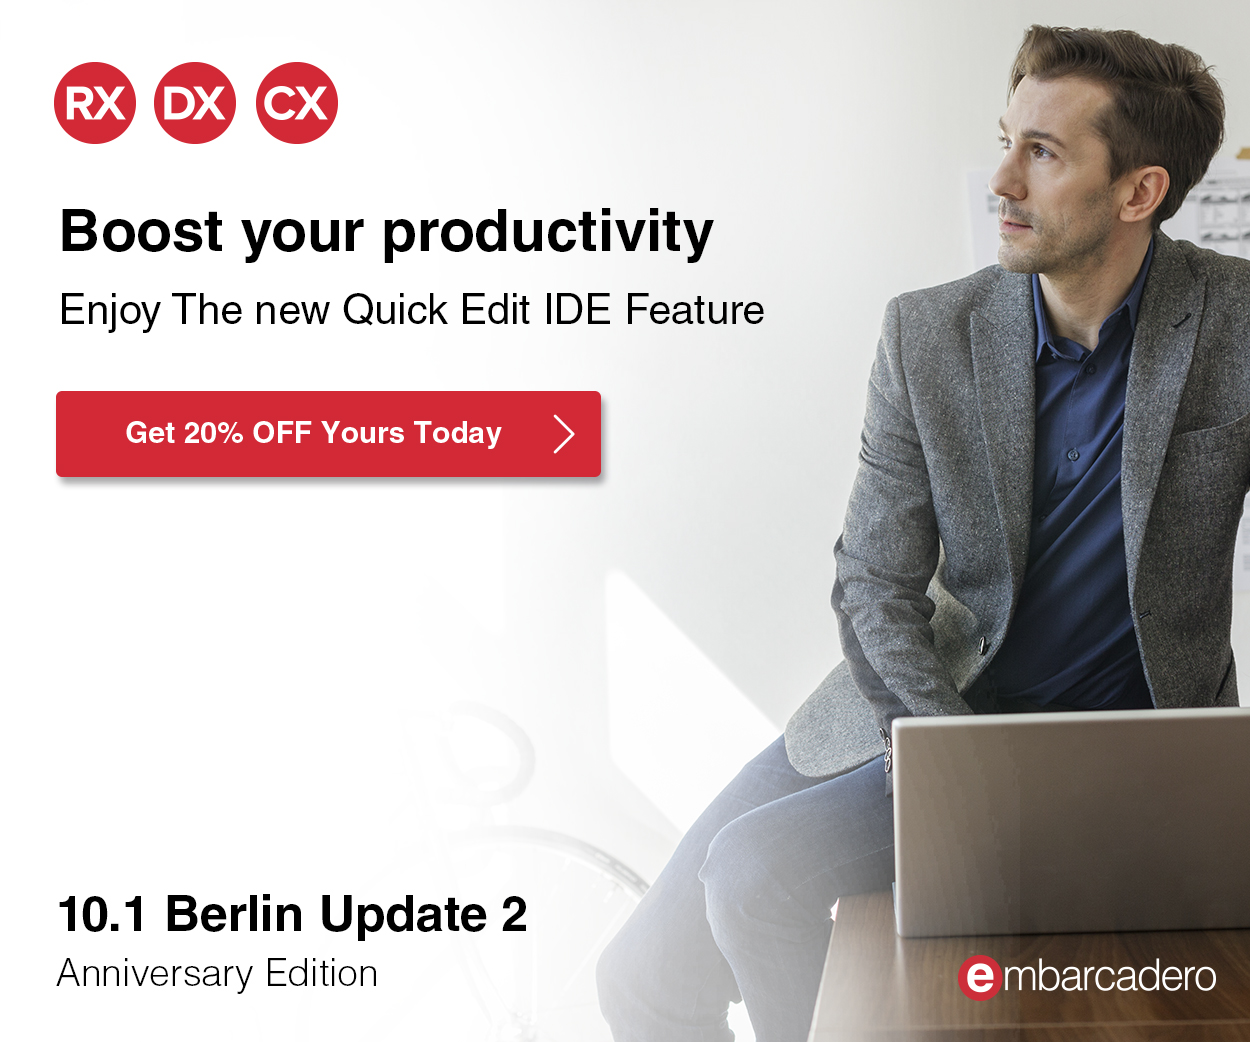 RX DX CX
Boost your productivity
Enjoy The new Quick Edit IDE Feature
Get 20% OFF Yours Today
10.1 Berlin Update 2
Anniversary Edition
embarcadero